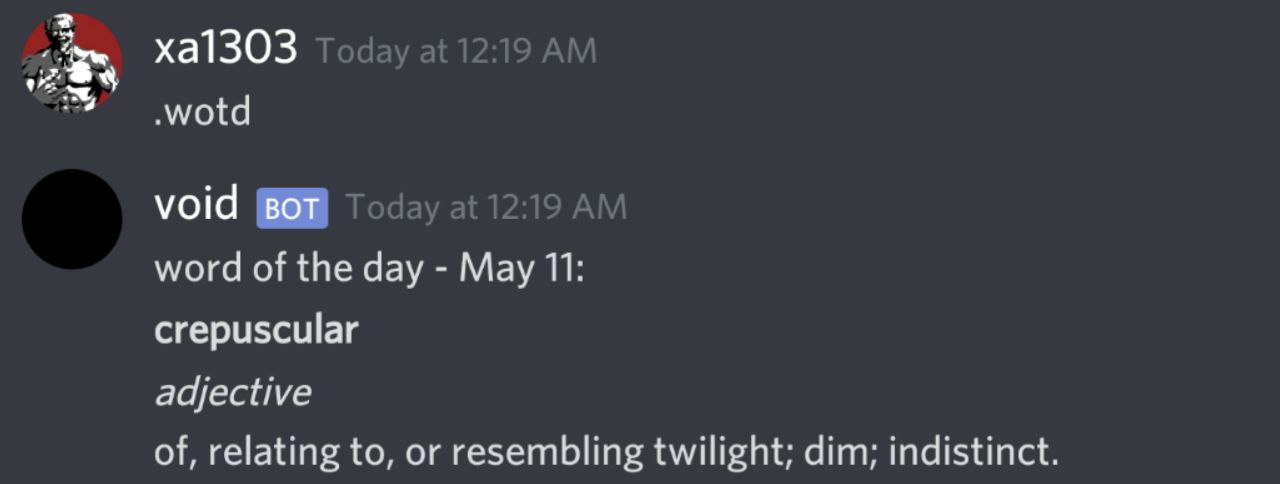 xa1303 Today at 12:19 AM
.wotd
void BOT Today at 12:19 AM
word of the day - May 11:
crepuscular
adjective
of, relating to, or resembling twilight; dim; indistinct.